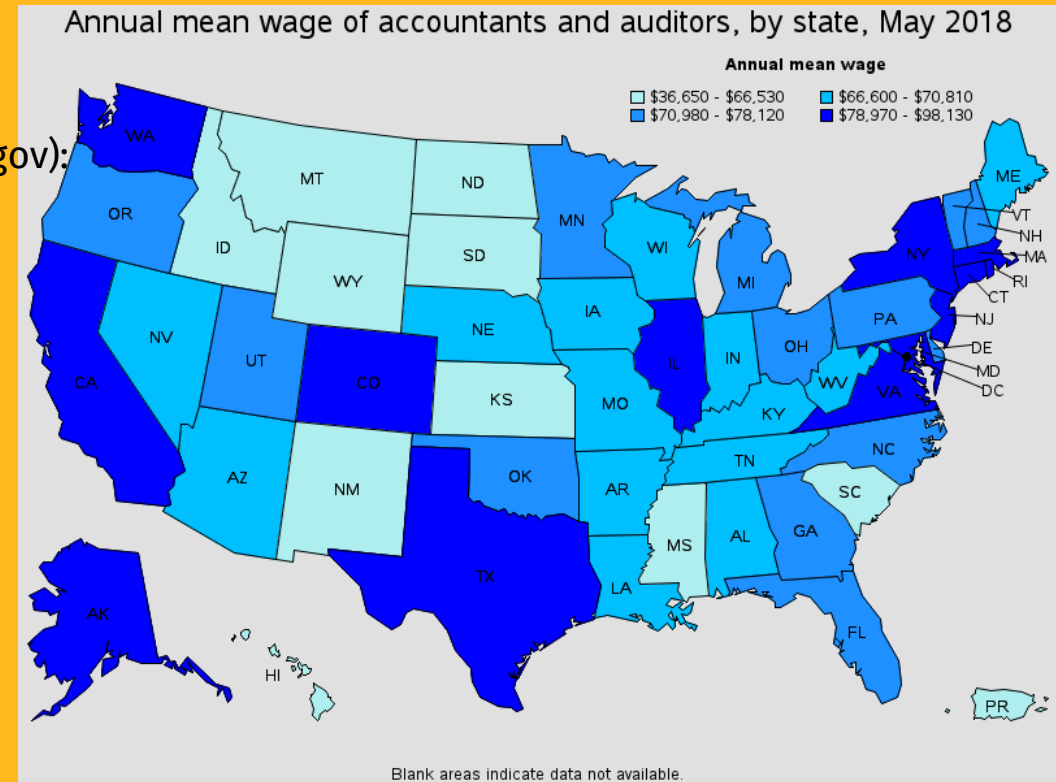 Annual mean wage of accountants and auditors, by state, May 2018
Annual mean wage
$36,650 - $66,530 $66,600 - $70,810
$70,980 - $78,120 $78,970 - $98,130
gov):
WA
MT
ND
MN
ME
OR
ID
SD
WI
VT
NH
NY
MA
WY
MI
RI
CT
NV
NE
IA
PA
NJ
UT
CO
IL
IN
OH
DE
MD
DC
CA
KS
MO
WV
VA
KY
AZ
NM
OK
AR
TN
NC
SC
MS
AL
GA
TX
LA
AK
FL
HI
PR
Blank areas indicate data not available.